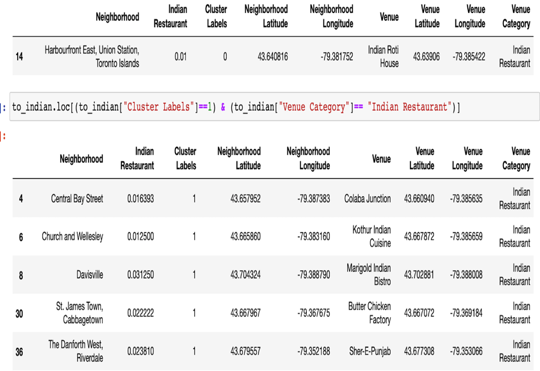 Neighborhood Indian Restaurant Cluster Labels Neighborhood Latitude Neighborhood Longitude Venue Venue Latitude Venue Longitude Venue Category
14 Harbourfront East, Union Station, Toronto Islands 0.01 0 43.640816 -79.381752 Indian Roti House 43.63906 -79.385422 Indian Restaurant
]: to_indian.loc[(to_indian["Cluster Labels"]==1) & (to_indian["Venue Category"]== "Indian Restaurant")]
]:
Neighborhood Indian Restaurant Cluster Labels Neighborhood Latitude Neighborhood Longitude Venue Venue Latitude Venue Longitude Venue Category
4 Central Bay Street 0.016393 1 43.657952 -79.387383 Colaba Junction 43.660940 -79.385635 Indian Restaurant
6 Church and Wellesley 0.012500 1 43.665860 -79.383160 Kothur Indian Cuisine 43.667872 -79.385659 Indian Restaurant
8 Davisville 0.031250 1 43.704324 -79.388790 Marigold Indian Bistro 43.702881 -79.388008 Indian Restaurant
30 St. James Town, Cabbagetown 0.022222 1 43.667967 -79.367675 Butter Chicken Factory 43.667072 -79.369184 Indian Restaurant
36 The Danforth West, Riverdale 0.023810 1 43.679557 -79.352188 Sher-E-Punjab 43.677308 -79.353066 Indian Restaurant